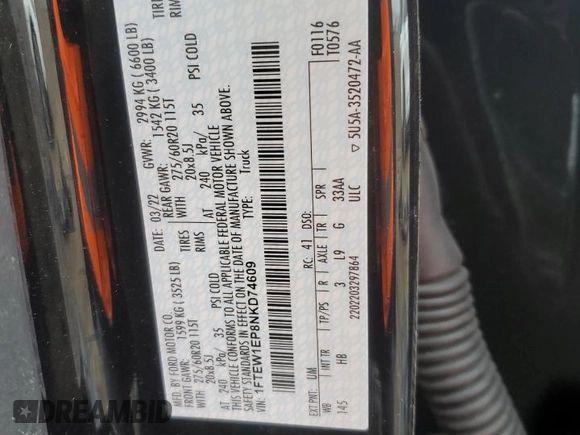 MFD. BY FORD MOTOR CO.
DATE: 03/22 GVWR: 2994 KG ( 6600 LB)
FRONT GAWR: 1599 KG ( 3525 LB) REAR GAWR: 1542 KG ( 3400 LB)
WITH 275/60R20 115T TIRES WITH 275/60R20 115T TIRES
20x8.5J RIMS 20x8.5J
AT 240 kPa/ 35 PSI COLD AT 240 kPa/ 35 PSI COLD
THIS VEHICLE CONFORMS TO ALL APPLICABLE FEDERAL MOTOR VEHICLE
SAFETY STANDARDS IN EFFECT ON THE DATE OF MANUFACTURE SHOWN ABOVE.
VIN: 1FTEW1EP8NKD74609 Truck
F0116
T0576
EXT PNT: UM RC: 41 DSO:
WB INT TR TP/PS R AXLE TR SPR
145 HB 3 L9 G 33AA
2202203297864 ULC
5U5A-3520472-AA
DREAMBID